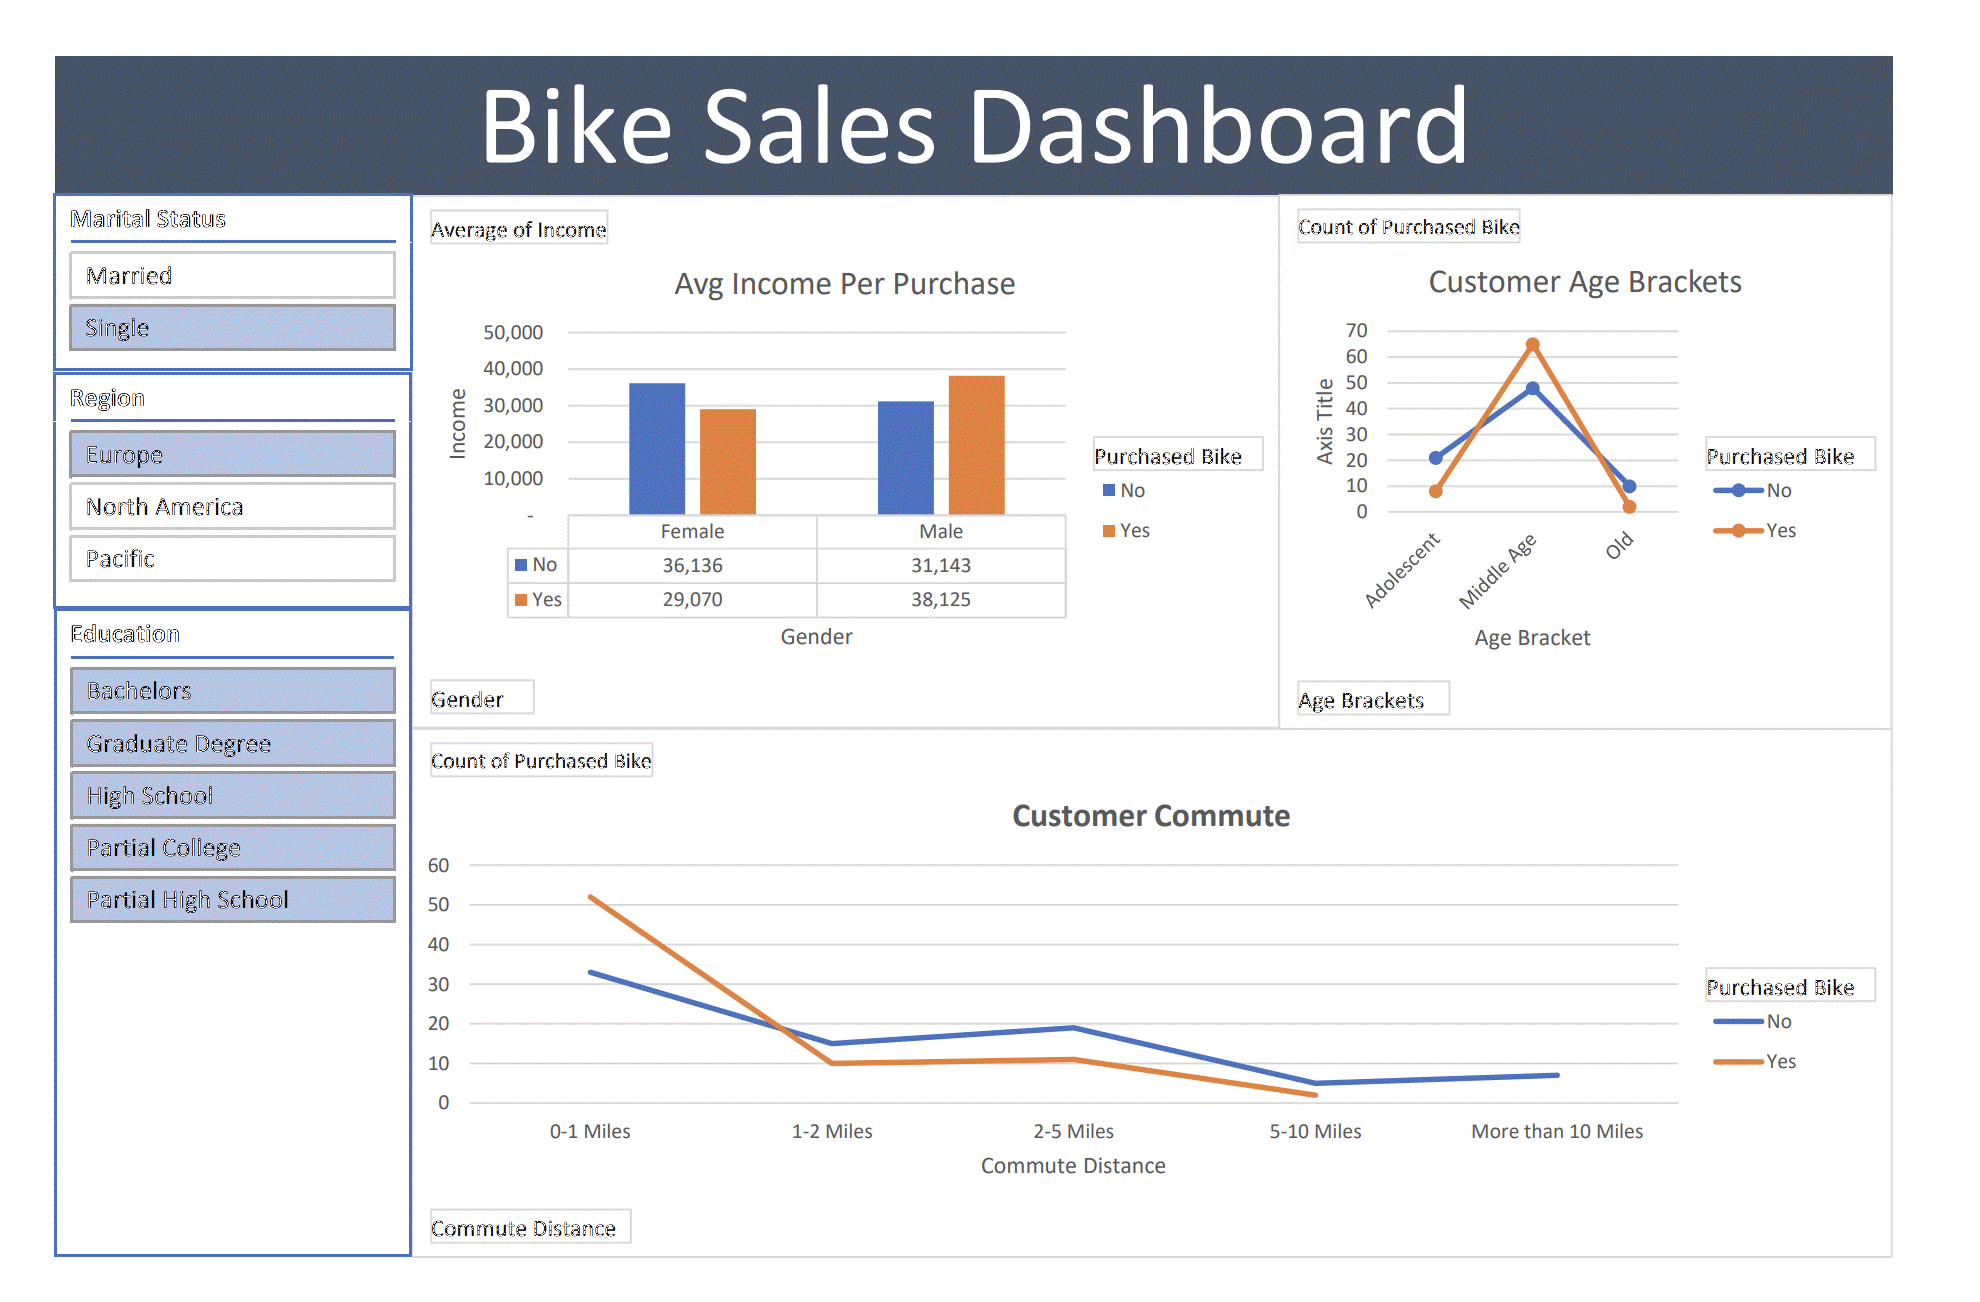 Bike Sales Dashboard
Marital Status
Married
Single
Region
Europe
North America
Pacific
Education
Bachelors
Graduate Degree
High School
Partial College
Partial High School
Average of Income
Avg Income Per Purchase
50,000
40,000
30,000
20,000
10,000
-
Income
Female Male
No 36,136 31,143
Yes 29,070 38,125
Gender
Purchased Bike
No
Yes
Gender
Count of Purchased Bike
Customer Age Brackets
70
60
50
40
30
20
10
0
Axis Title
Adolescent Middle Age Old
Age Bracket
Purchased Bike
No
Yes
Age Brackets
Count of Purchased Bike
Customer Commute
60
50
40
30
20
10
0
0-1 Miles 1-2 Miles 2-5 Miles 5-10 Miles More than 10 Miles
Commute Distance
Purchased Bike
No
Yes
Commute Distance